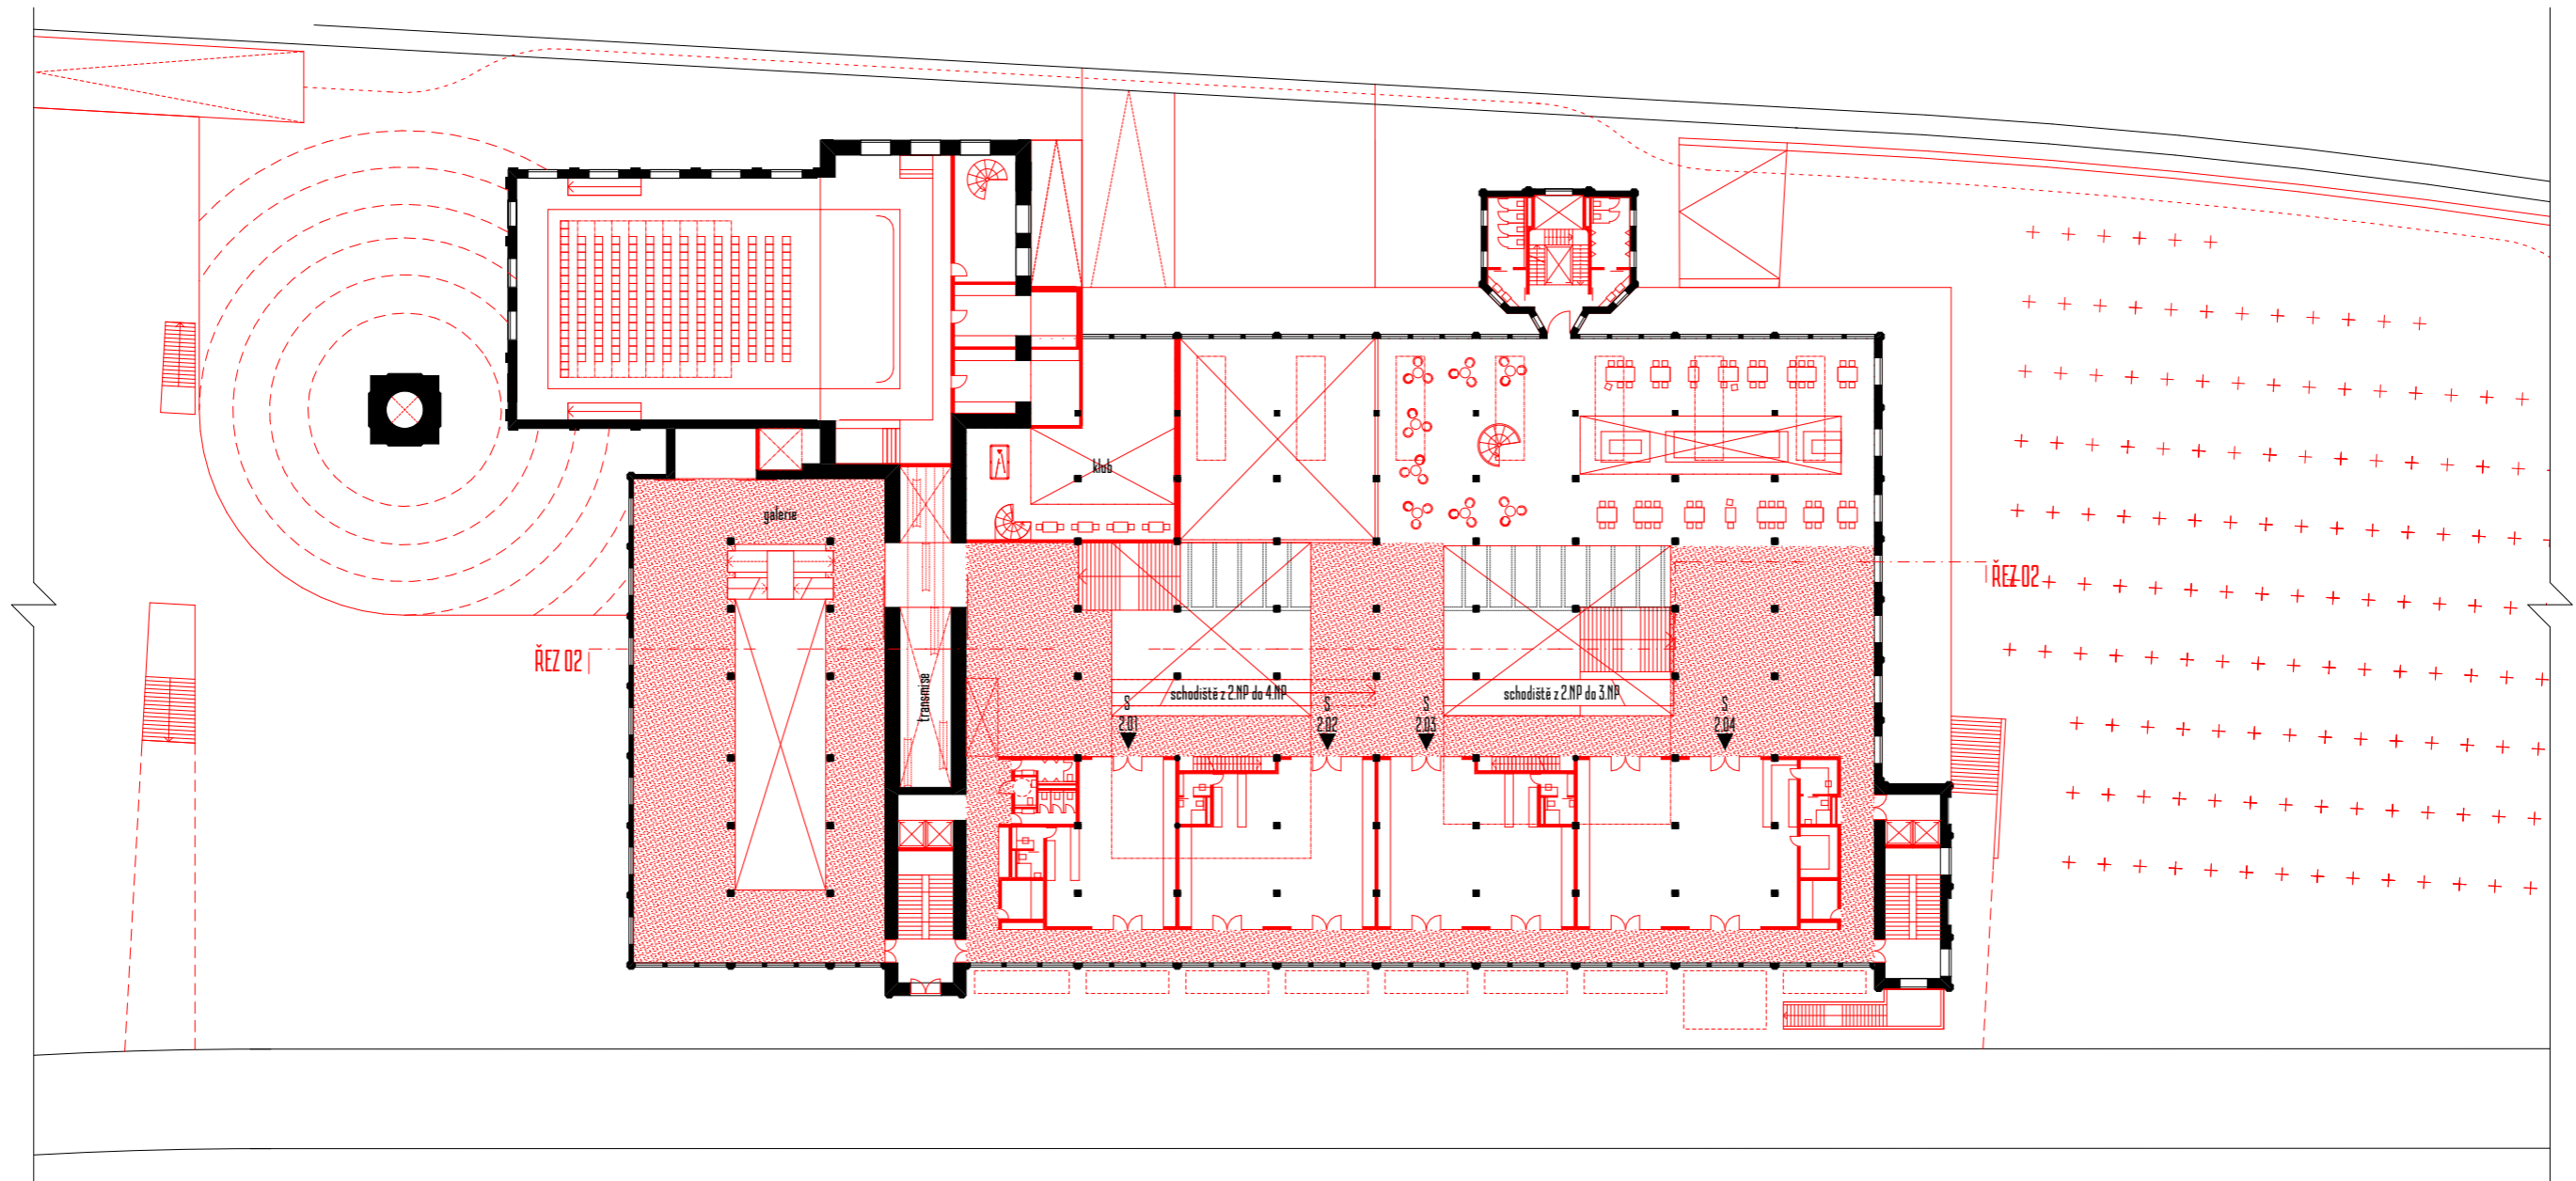 klub
galerie
ŘEZ 02
ŘEZ 02
transmise
schodiště z 2.NP do 4.NP
schodiště z 2.NP do 3.NP
S
2.01
S
2.02
S
2.03
S
2.04